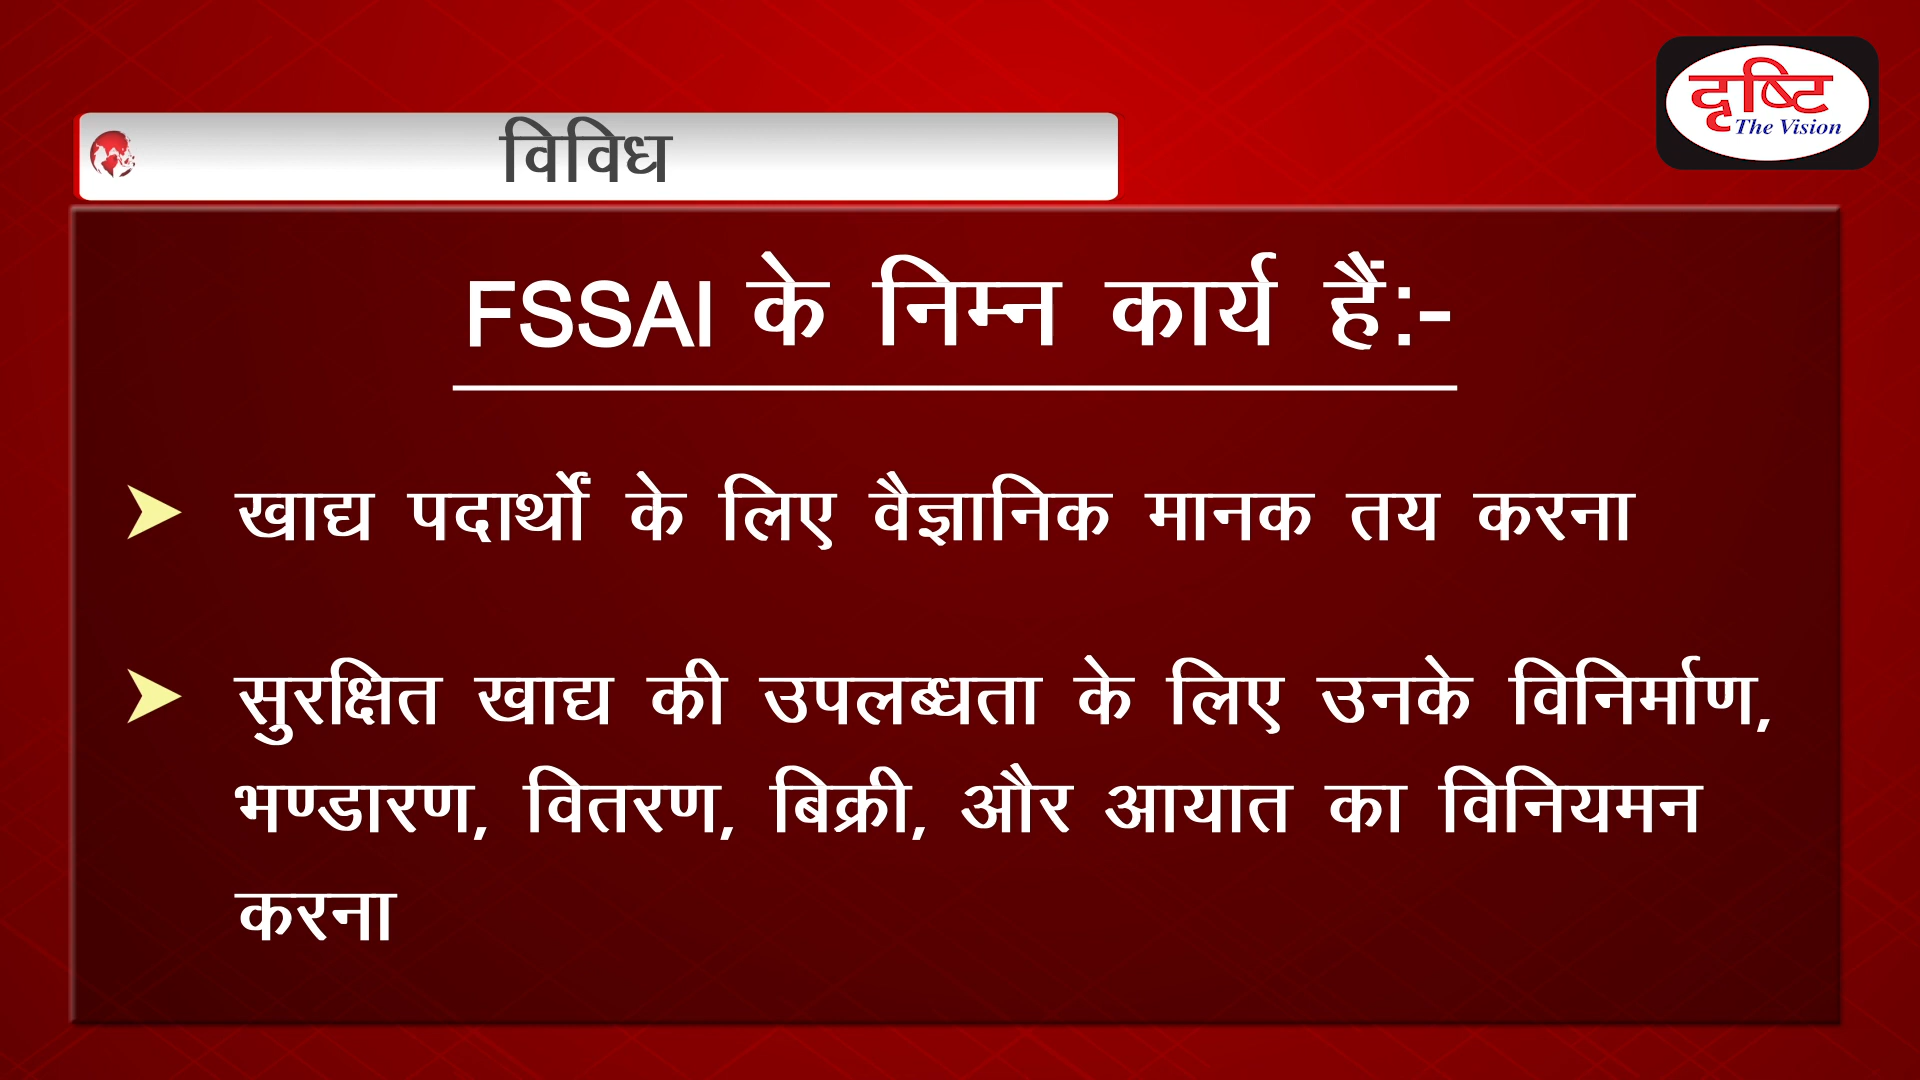 दृष्टि
The Vision
विविध
FSSAI के निम्न कार्य हैं:-
➤ खाद्य पदार्थों के लिए वैज्ञानिक मानक तय करना
➤ सुरक्षित खाद्य की उपलब्धता के लिए उनके विनिर्माण,
भण्डारण, वितरण, बिक्री, और आयात का विनियमन
करना